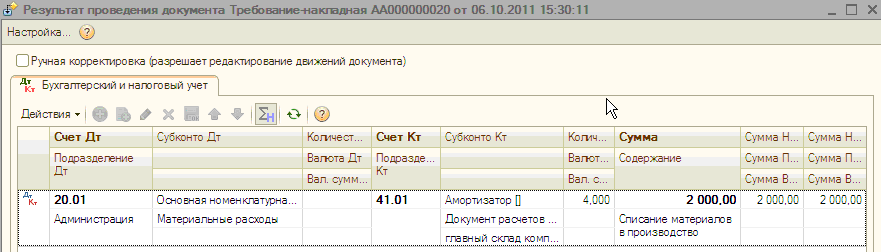 Результат проведения документа Требование-накладная АА000000020 от 06.10.2011 15:30:11
Настройка...
Ручная корректировка (разрешает редактирование движений документа)
Дт Кт Бухгалтерский и налоговый учет
Действия
Счет Дт Субконто Дт Количест... Счет Кт Субконто Кт Колич... Сумма Сумма Н... Сумма Н...
Подразделение Дт Валюта Дт Подразде... Кт Валют... Содержание Сумма П... Сумма П...
Вал. сумм... Вал. с... Сумма В... Сумма В...
Дт Кт 20.01 Основная номенклатурна... 41.01 Амортизатор [] 4,000 2 000,00 2 000,00 2 000,00
Администрация Материальные расходы Документ расчетов ... Списание материалов
главный склад комп... в производство